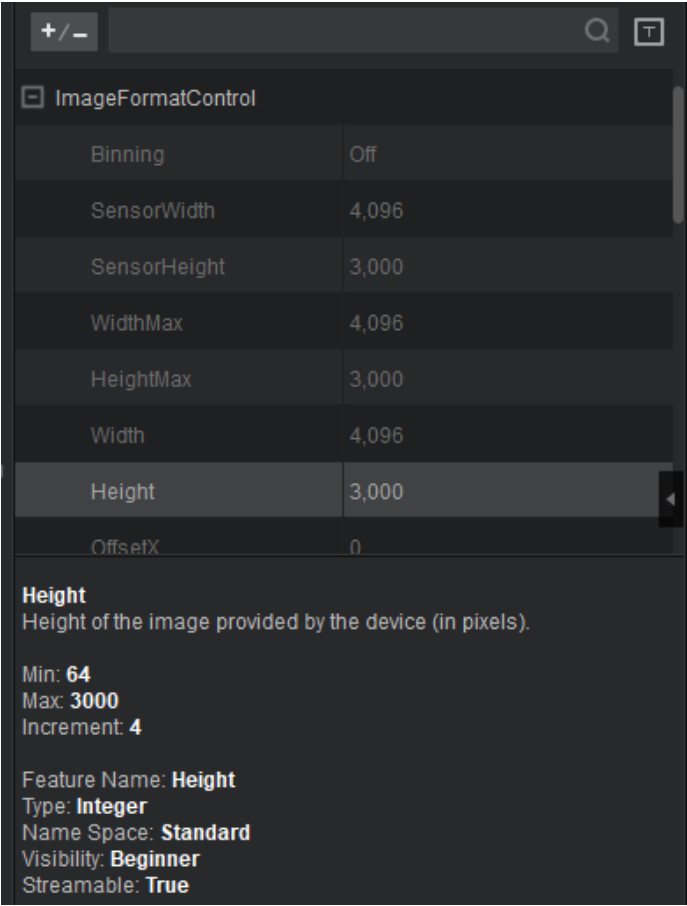 +/-
T
ImageFormatControl
Binning Off
SensorWidth 4,096
SensorHeight 3,000
WidthMax 4,096
HeightMax 3,000
Width 4,096
Height 3,000
OffsetX 0
Height
Height of the image provided by the device (in pixels).
Min: 64
Max: 3000
Increment: 4
Feature Name: Height
Type: Integer
Name Space: Standard
Visibility: Beginner
Streamable: True